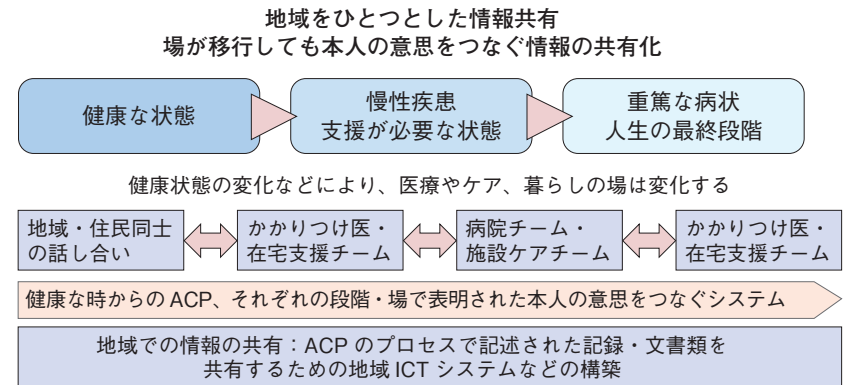 地域をひとつとした情報共有
場が移行しても本人の意思をつなぐ情報の共有化
健康な状態
慢性疾患
支援が必要な状態
重篤な病状
人生の最終段階
健康状態の変化などにより、医療やケア、暮らしの場は変化する
地域・住民同士
の話し合い
かかりつけ医・
在宅支援チーム
病院チーム・
施設ケアチーム
かかりつけ医・
在宅支援チーム
健康な時からの ACP、それぞれの段階・場で表明された本人の意思をつなぐシステム
地域での情報の共有：ACP のプロセスで記述された記録・文書類を
共有するための地域 ICT システムなどの構築